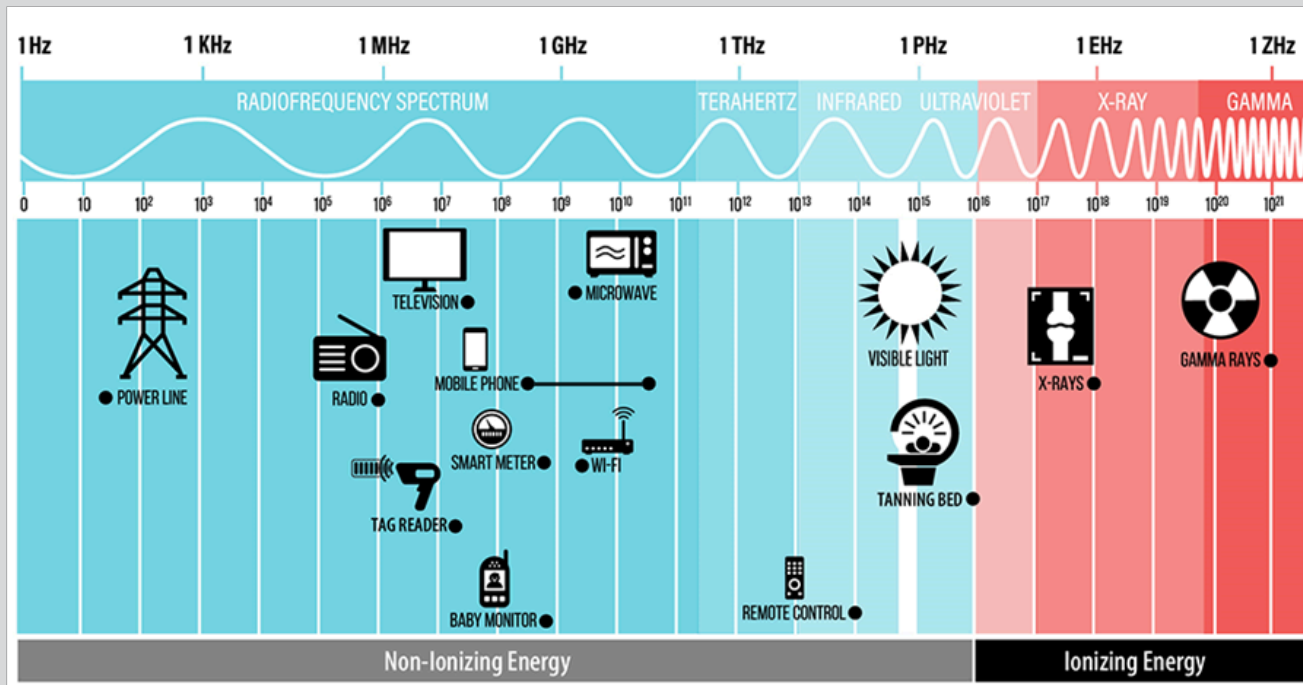 1 Hz 1 KHz 1 MHz 1 GHz 1 THz 1 PHz 1 EHz 1 ZHz
RADIOFREQUENCY SPECTRUM TERAHERTZ INFRARED ULTRAVIOLET X-RAY GAMMA
0 10 10² 10³ 10⁴ 10⁵ 10⁶ 10⁷ 10⁸ 10⁹ 10¹⁰ 10¹¹ 10¹² 10¹³ 10¹⁴ 10¹⁵ 10¹⁶ 10¹⁷ 10¹⁸ 10¹⁹ 10²⁰ 10²¹
TELEVISION
MICROWAVE
VISIBLE LIGHT
GAMMA RAYS
MOBILE PHONE
X-RAYS
POWER LINE
RADIO
SMART METER
WI-FI
TANNING BED
TAG READER
REMOTE CONTROL
BABY MONITOR
Non-Ionizing Energy
Ionizing Energy